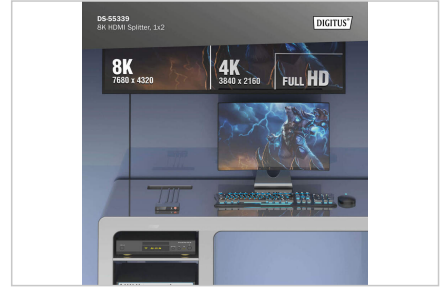 DS-55339
8K HDMI Splitter, 1x2
DIGITUS®
8K
7680 x 4320
4K
3840 x 2160
FULL HD